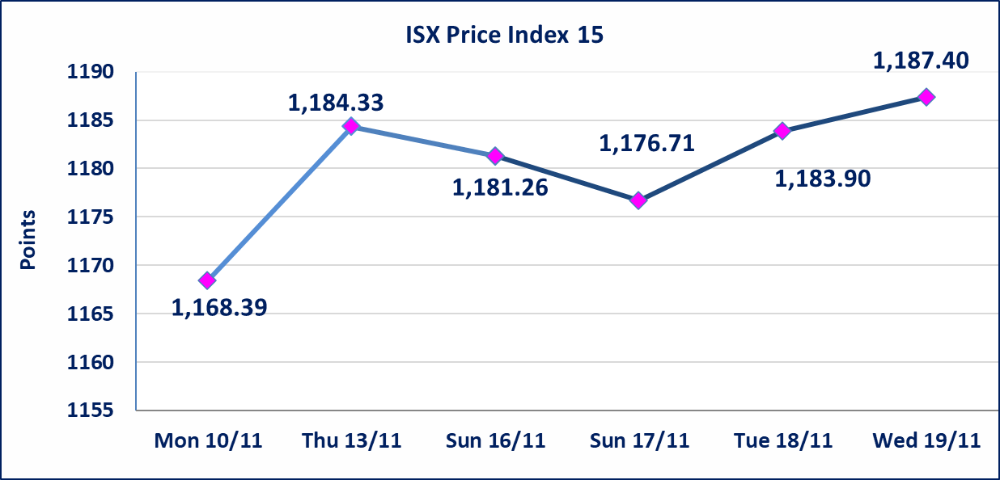 ISX Price Index 15
Points
1190
1185
1180
1175
1170
1165
1160
1155
1,168.39
1,184.33
1,181.26
1,176.71
1,183.90
1,187.40
Mon 10/11
Thu 13/11
Sun 16/11
Sun 17/11
Tue 18/11
Wed 19/11